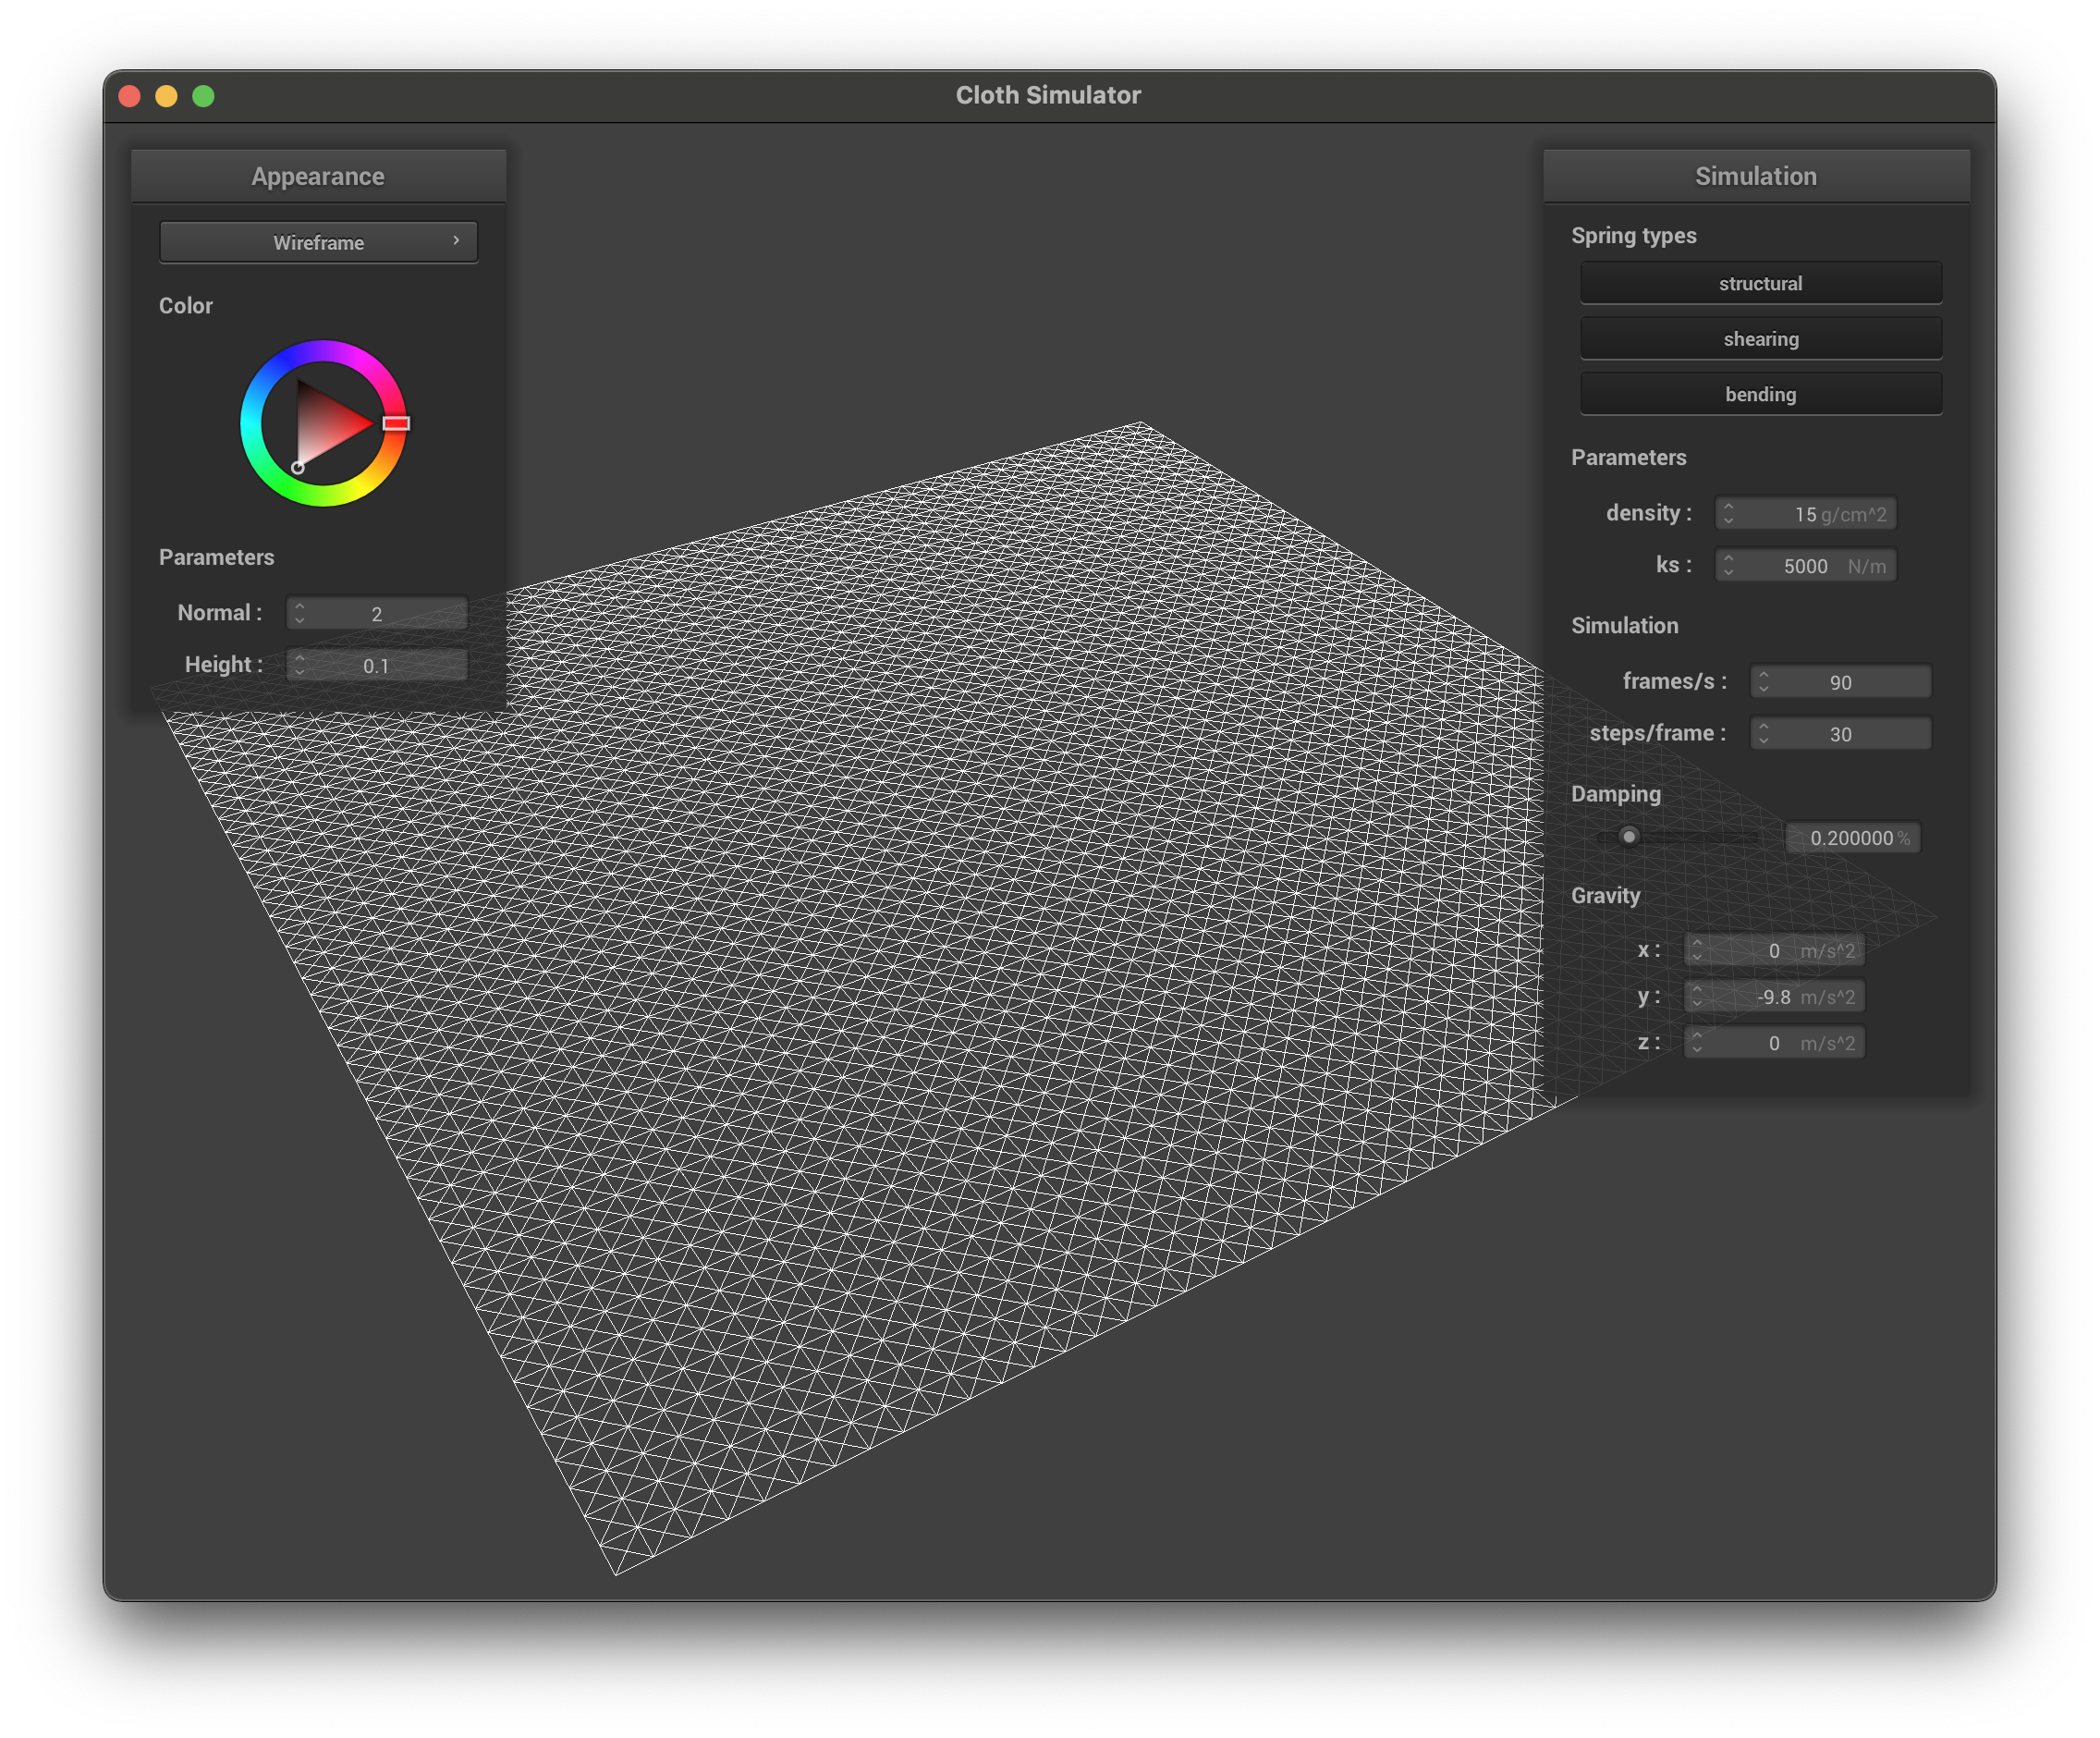 Cloth Simulator
Appearance
Wireframe
Color
Parameters
Normal : 2
Height : 0.1
Simulation
Spring types
structural
shearing
bending
Parameters
density : 15 g/cm^2
ks : 5000 N/m
Simulation
frames/s : 90
steps/frame : 30
Damping
0.200000 %
Gravity
x : 0 m/s^2
y : -9.8 m/s^2
z : 0 m/s^2